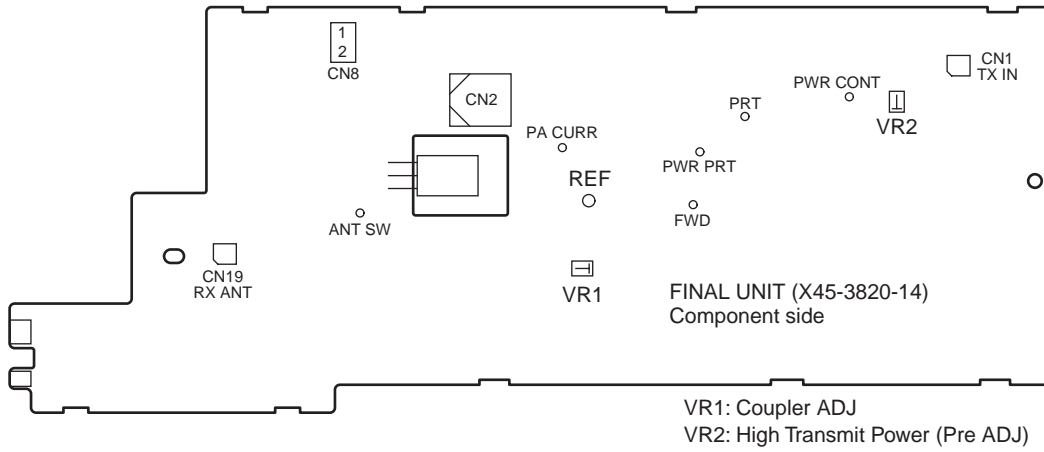 1
2
CN8
CN2
CN1
TX IN
PWR CONT
PRT
VR2
PA CURR
PWR PRT
REF
FWD
ANT SW
CN19
RX ANT
VR1
FINAL UNIT (X45-3820-14)
Component side
VR1: Coupler ADJ
VR2: High Transmit Power (Pre ADJ)